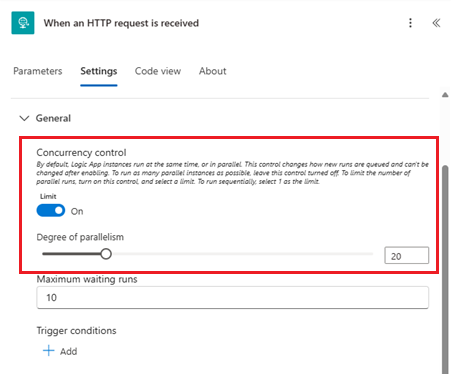 When an HTTP request is received
Parameters Settings Code view About
General
Concurrency control
By default, Logic App instances run at the same time, or in parallel. This control changes how new runs are queued and can't be
changed after enabling. To run as many parallel instances as possible, leave this control turned off. To limit the number of
parallel runs, turn on this control, and select a limit. To run sequentially, select 1 as the limit.
Limit
On
Degree of parallelism
20
Maximum waiting runs
10
Trigger conditions
Add